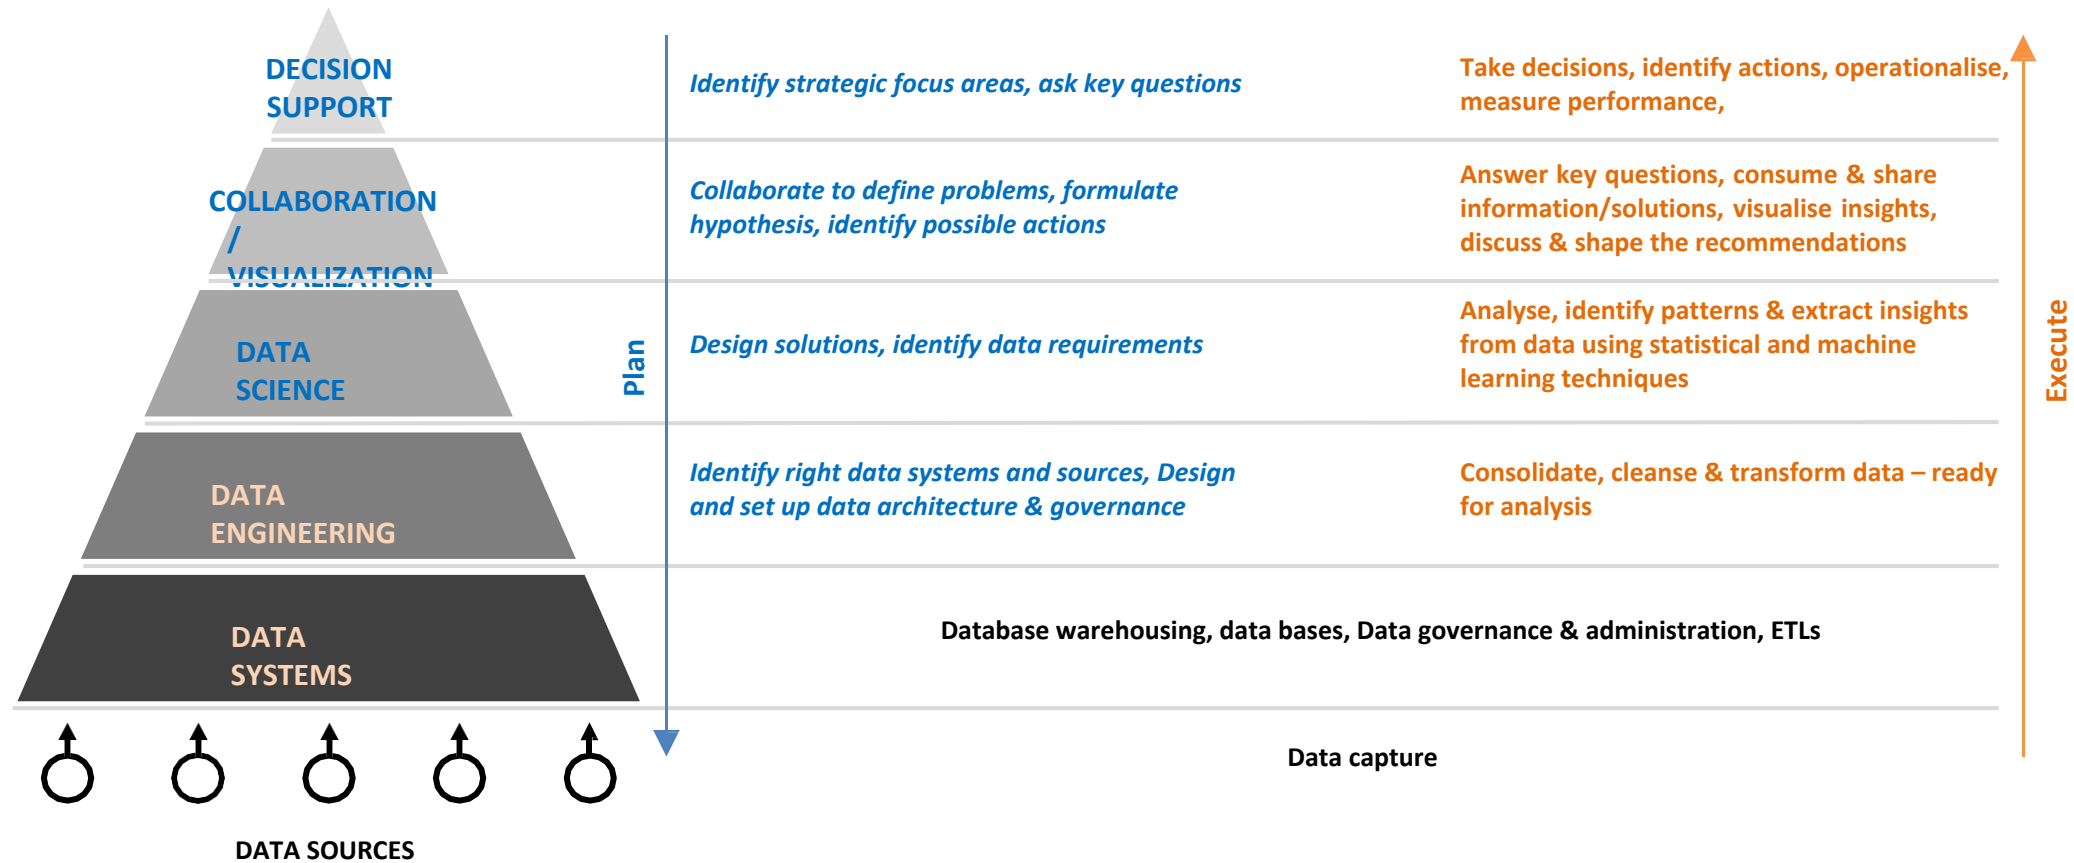 DECISION
SUPPORT
Identify strategic focus areas, ask key questions
Take decisions, identify actions, operationalise,
measure performance,
COLLABORATION
/
VISUALIZATION
Collaborate to define problems, formulate
hypothesis, identify possible actions
Answer key questions, consume & share
information/solutions, visualise insights,
discuss & shape the recommendations
DATA
SCIENCE
Plan
Design solutions, identify data requirements
Analyse, identify patterns & extract insights
from data using statistical and machine
learning techniques
Execute
DATA
ENGINEERING
Identify right data systems and sources, Design
and set up data architecture & governance
Consolidate, cleanse & transform data – ready
for analysis
DATA
SYSTEMS
Database warehousing, data bases, Data governance & administration, ETLs
Data capture
DATA SOURCES